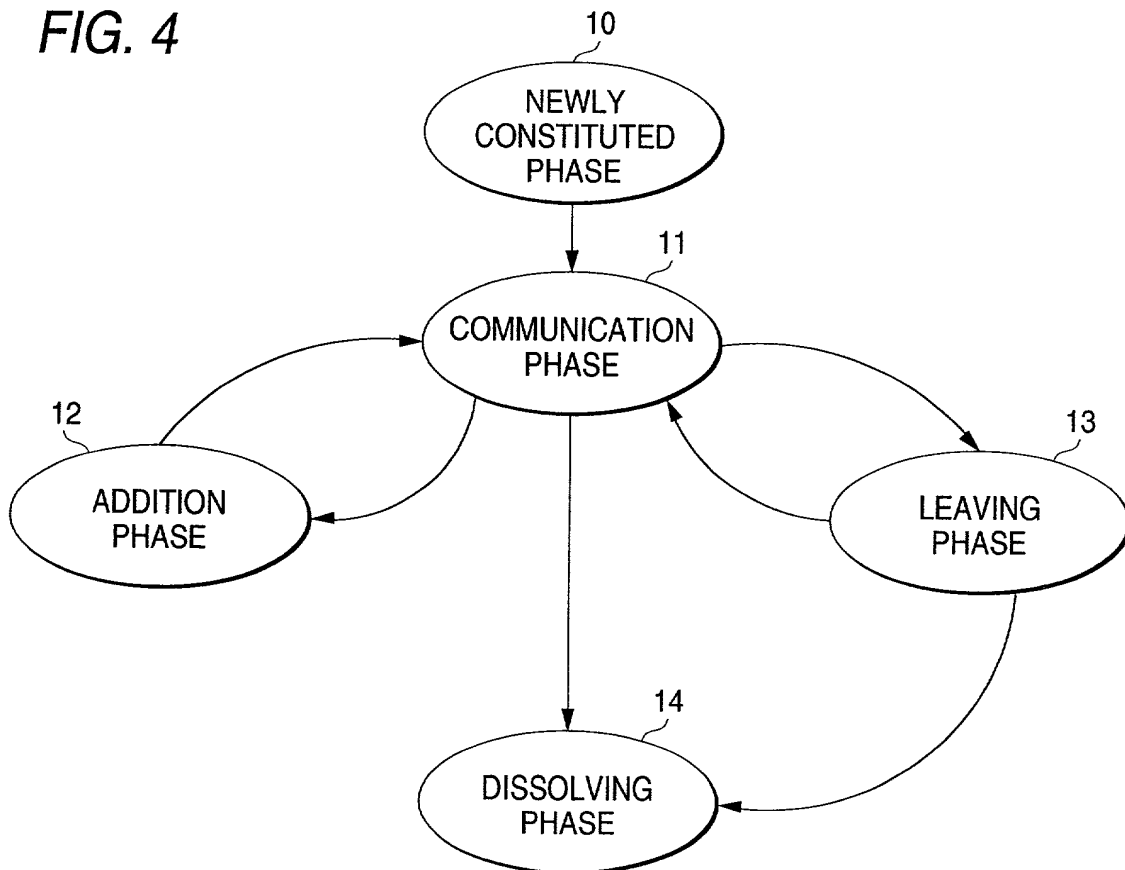 FIG. 4
10
NEWLY
CONSTITUTED
PHASE
11
COMMUNICATION
PHASE
12
ADDITION
PHASE
13
LEAVING
PHASE
14
DISSOLVING
PHASE